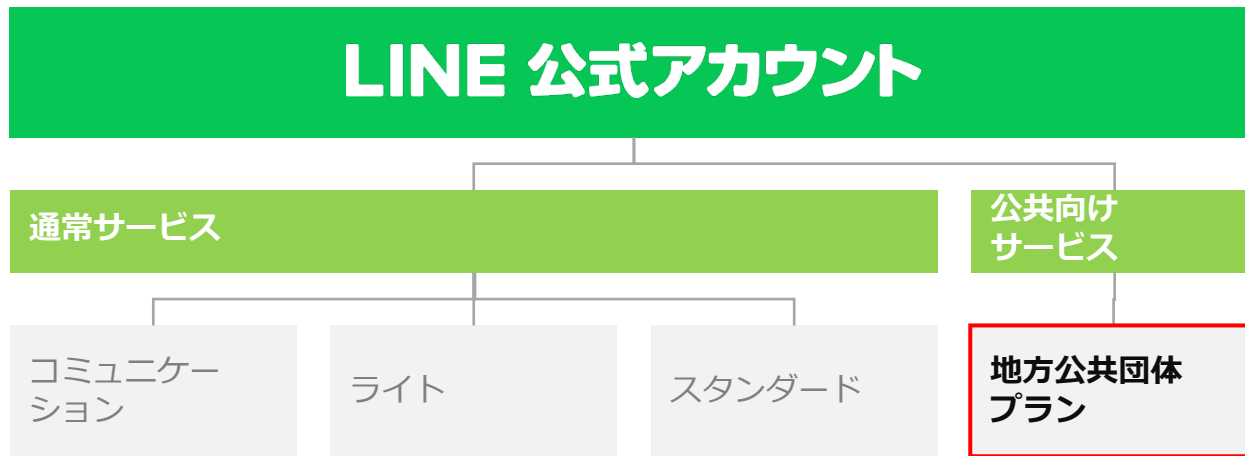 LINE 公式アカウント
通常サービス
公共向け
サービス
コミュニケー
ション
ライト
スタンダード
地方公共団体
プラン